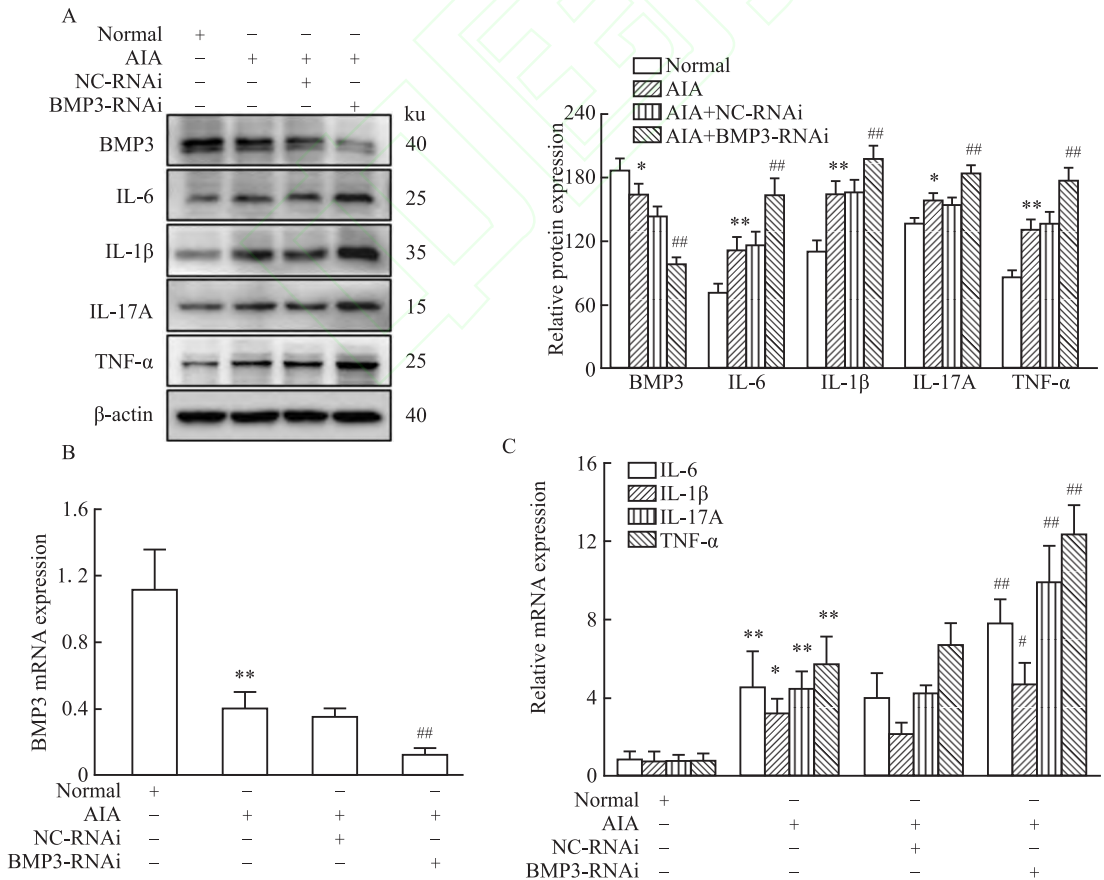 A
Normal + − − −
AIA − + + +
NC-RNAi − − + −
BMP3-RNAi − − − +
ku
BMP3 40
IL-6 25
IL-1β 35
IL-17A 15
TNF-α 25
β-actin 40
Normal
AIA
AIA+NC-RNAi
AIA+BMP3-RNAi
Relative protein expression
240
180
120
60
0
* ##
** ##
** ##
* ##
** ##
BMP3 IL-6 IL-1β IL-17A TNF-α
B
BMP3 mRNA expression
1.6
1.2
0.8
0.4
0
** ##
Normal + − − −
AIA − + + +
NC-RNAi − − + −
BMP3-RNAi − − − +
C
IL-6
IL-1β
IL-17A
TNF-α
Relative mRNA expression
16
12
8
4
0
** * ** ** ## # ## ##
Normal + − − −
AIA − + + +
NC-RNAi − − + −
BMP3-RNAi − − − +